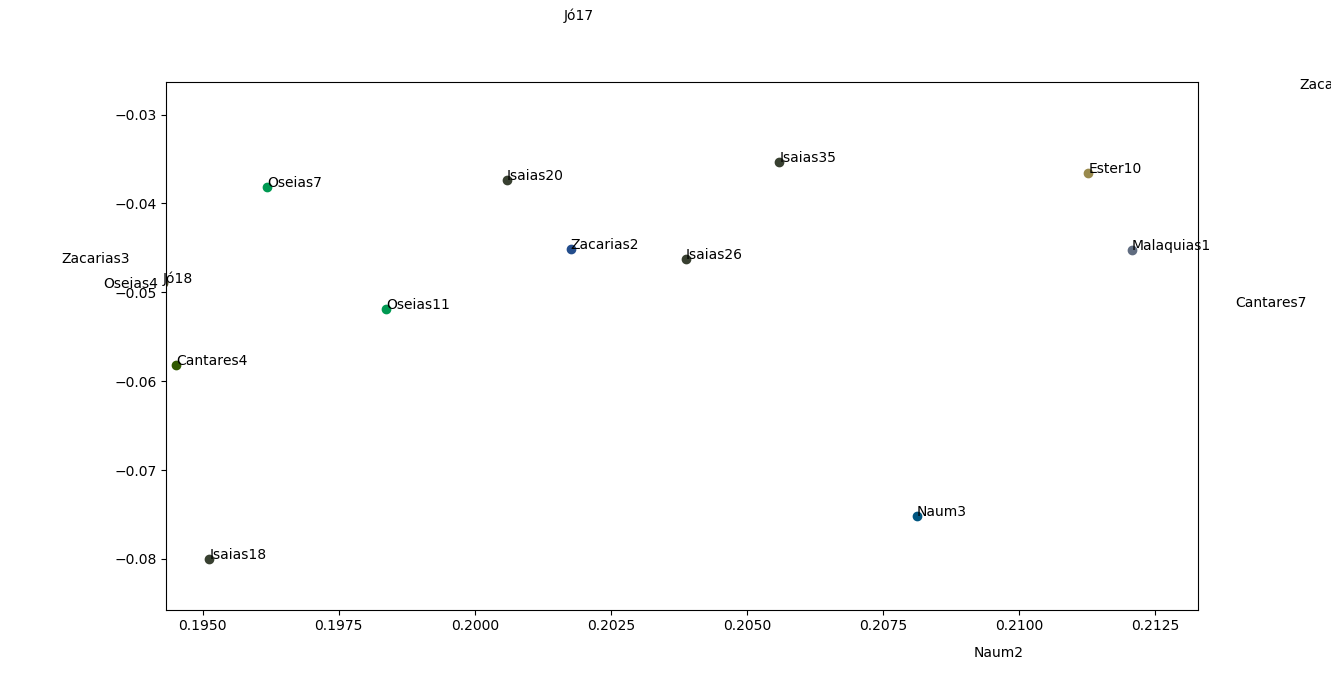 Jó17
Zaca
−0.03
Isaias35
Ester10
Isaias20
Oseias7
−0.04
Zacarias2
Malaquias1
Isaias26
Zacarias3
Jó18
Oseias4
−0.05
Oseias11
Cantares7
Cantares4
−0.06
−0.07
Naum3
Isaias18
−0.08
0.1950 0.1975 0.2000 0.2025 0.2050 0.2075 0.2100 0.2125
Naum2